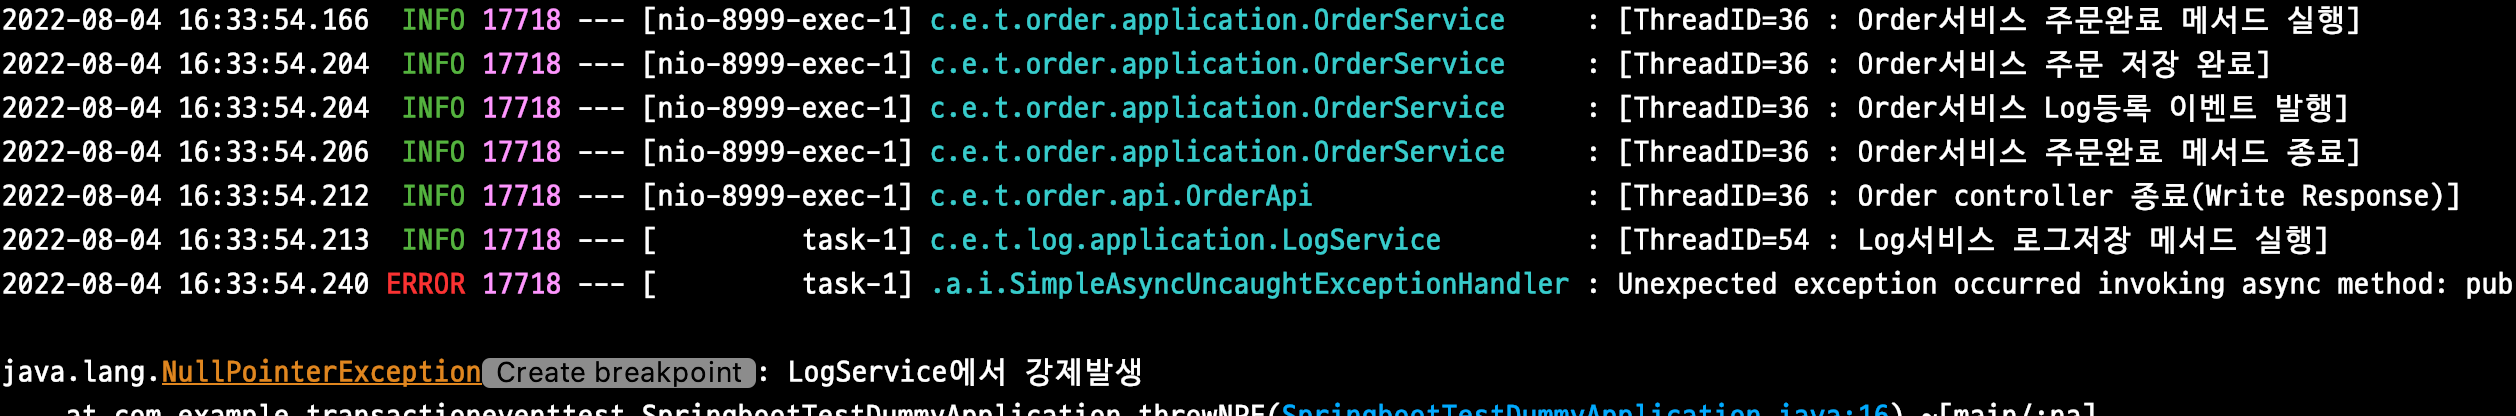 2022-08-04 16:33:54.166  INFO 17718 --- [nio-8999-exec-1] c.e.t.order.application.OrderService     : [ThreadID=36 : Order서비스 주문완료 메서드 실행]
2022-08-04 16:33:54.204  INFO 17718 --- [nio-8999-exec-1] c.e.t.order.application.OrderService     : [ThreadID=36 : Order서비스 주문 저장 완료]
2022-08-04 16:33:54.204  INFO 17718 --- [nio-8999-exec-1] c.e.t.order.application.OrderService     : [ThreadID=36 : Order서비스 Log등록 이벤트 발행]
2022-08-04 16:33:54.206  INFO 17718 --- [nio-8999-exec-1] c.e.t.order.application.OrderService     : [ThreadID=36 : Order서비스 주문완료 메서드 종료]
2022-08-04 16:33:54.212  INFO 17718 --- [nio-8999-exec-1] c.e.t.order.api.OrderApi                 : [ThreadID=36 : Order controller 종료(Write Response)]
2022-08-04 16:33:54.213  INFO 17718 --- [         task-1] c.e.t.log.application.LogService         : [ThreadID=54 : Log서비스 로그저장 메서드 실행]
2022-08-04 16:33:54.240 ERROR 17718 --- [         task-1] .a.i.SimpleAsyncUncaughtExceptionHandler : Unexpected exception occurred invoking async method: pub
java.lang.NullPointerException Create breakpoint : LogService에서 강제발생
at com.example.transactioneventtest.SpringbootTestDummyApplication.throwNPE(SpringbootTestDummyApplication.java:16) ~[main/:na]